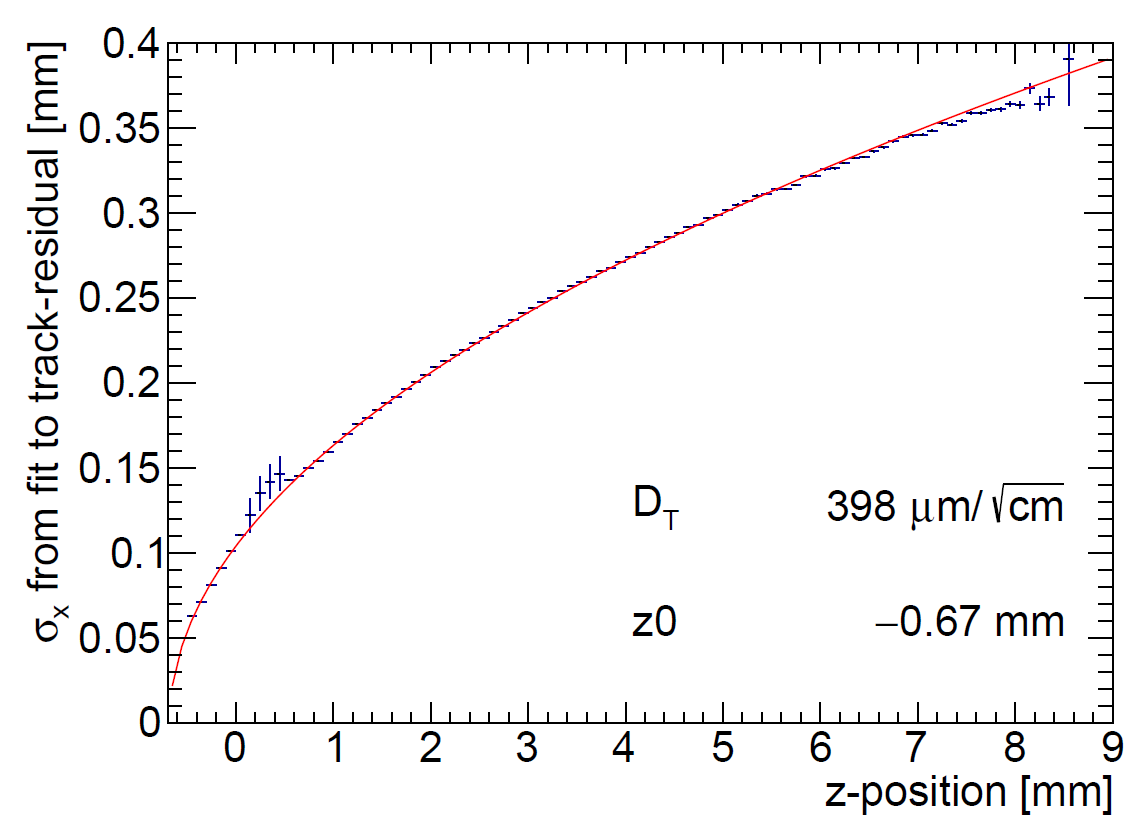 σx from fit to track-residual [mm]
0.4
0.35
0.3
0.25
0.2
0.15
0.1
0.05
0
DT 398 μm/√cm
z0 −0.67 mm
0 1 2 3 4 5 6 7 8 9
z-position [mm]